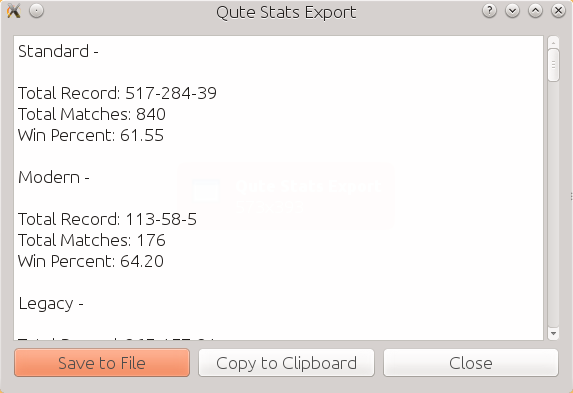 Qute Stats Export
Standard -
Total Record: 517-284-39
Total Matches: 840
Win Percent: 61.55
Modern -
Total Record: 113-58-5
Total Matches: 176
Win Percent: 64.20
Legacy -
Save to File
Copy to Clipboard
Close